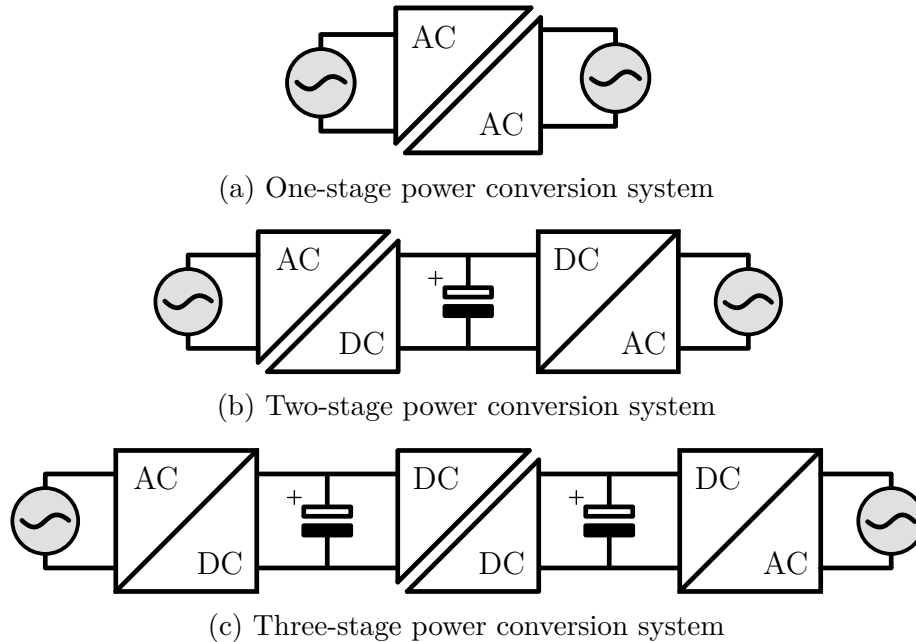 AC
AC
(a) One-stage power conversion system
AC
DC
+
DC
AC
(b) Two-stage power conversion system
AC
DC
+
DC
DC
+
DC
AC
(c) Three-stage power conversion system